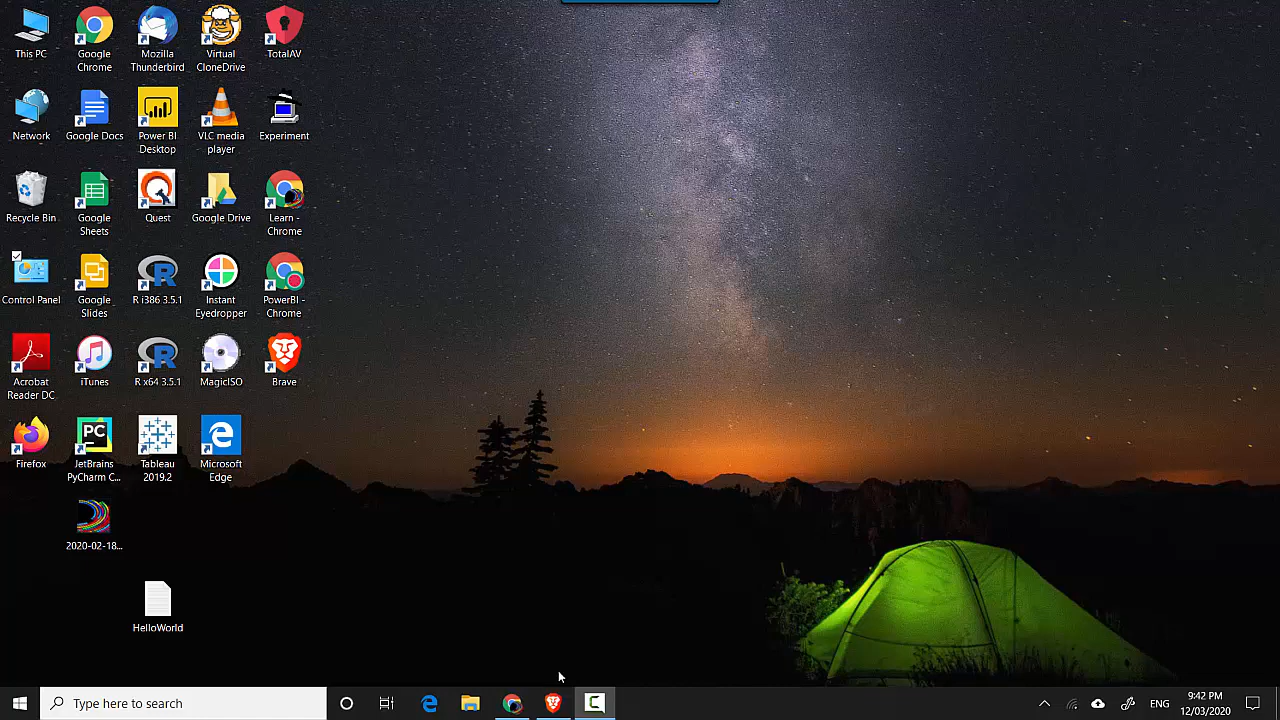 This PC
Google
Chrome
Mozilla
Thunderbird
Virtual
CloneDrive
TotalAV
Network
Google Docs
Power BI
Desktop
VLC media
player
Experiment
Recycle Bin
Google
Sheets
Quest
Google Drive
Learn -
Chrome
Control Panel
Google
Slides
R i386 3.5.1
Instant
Eyedropper
PowerBI -
Chrome
Acrobat
Reader DC
iTunes
R x64 3.5.1
MagicISO
Brave
Firefox
PC
JetBrains
PyCharm C...
Tableau
2019.2
Microsoft
Edge
2020-02-18...
HelloWorld
Type here to search
ENG
9:42 PM
12/03/2020